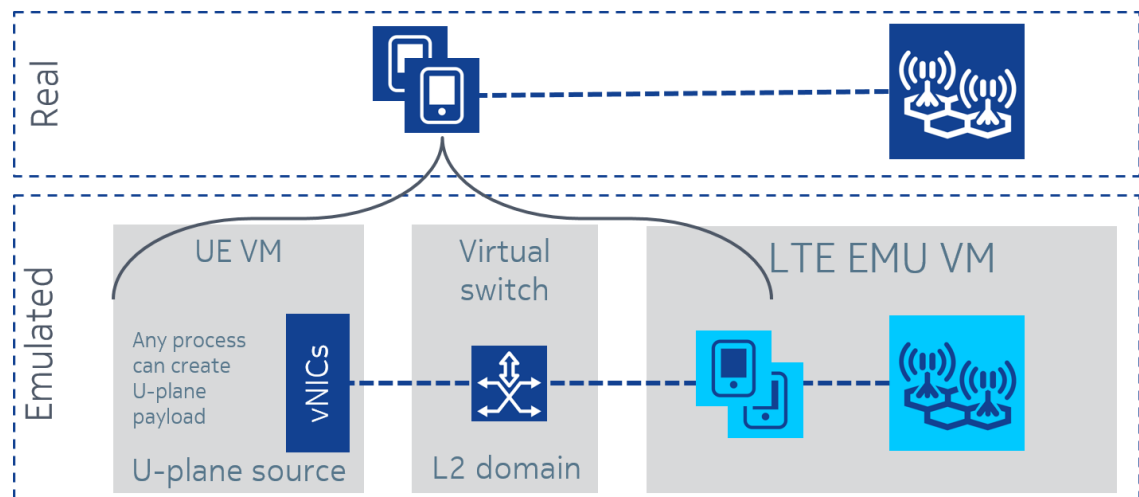 Real
Emulated
UE VM
Any process
can create
U-plane
payload
vNICs
U-plane source
Virtual
switch
L2 domain
LTE EMU VM